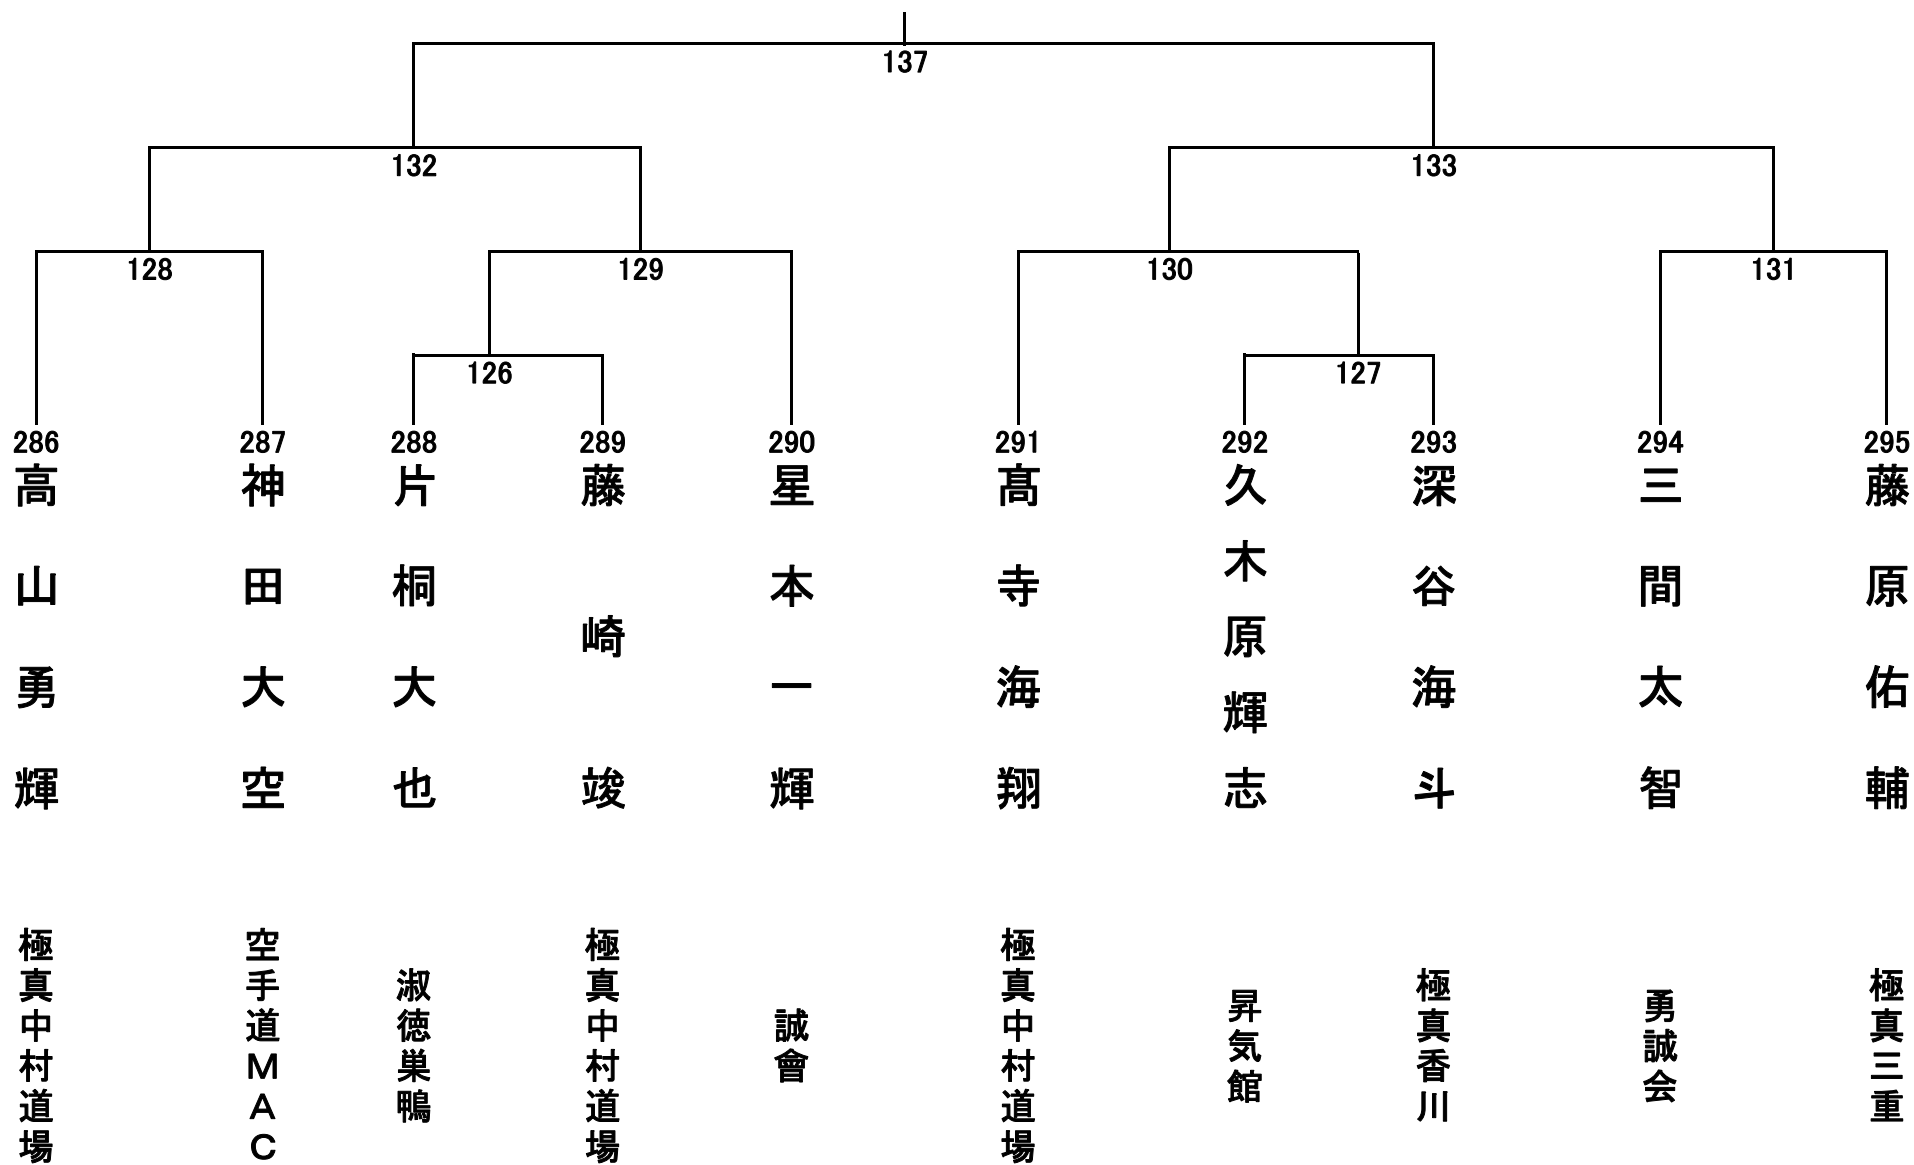 137
132
133
128
129
130
131
126
127
286
287
288
289
290
291
292
293
294
295
高山勇輝
神田大空
片桐大也
藤崎竣
星本一輝
髙寺海翔
久木原輝志
深谷海斗
三間太智
藤原佑輔
極真中村道場
空手道ＭＡＣ
淑徳巣鴨
極真中村道場
誠會
極真中村道場
昇気館
極真香川
勇誠会
極真三重